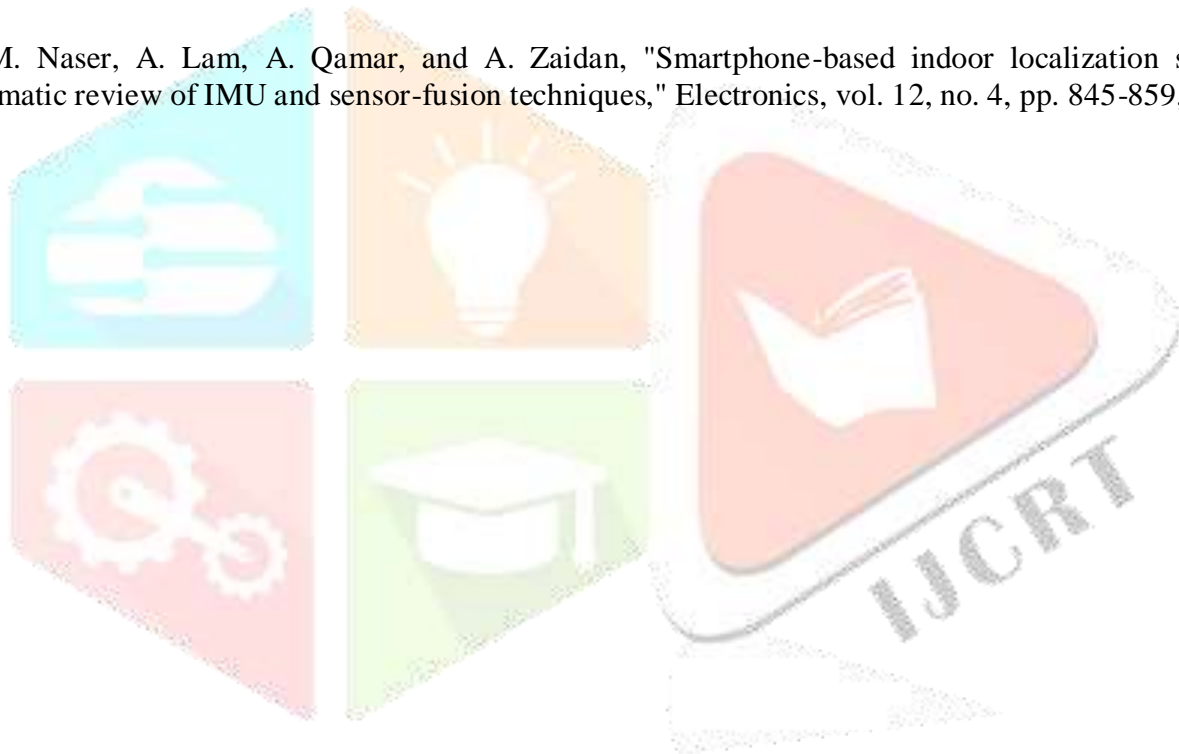 M. Naser, A. Lam, A. Qamar, and A. Zaidan, "Smartphone-based indoor localization s
matic review of IMU and sensor-fusion techniques," Electronics, vol. 12, no. 4, pp. 845-859,
IJCRT